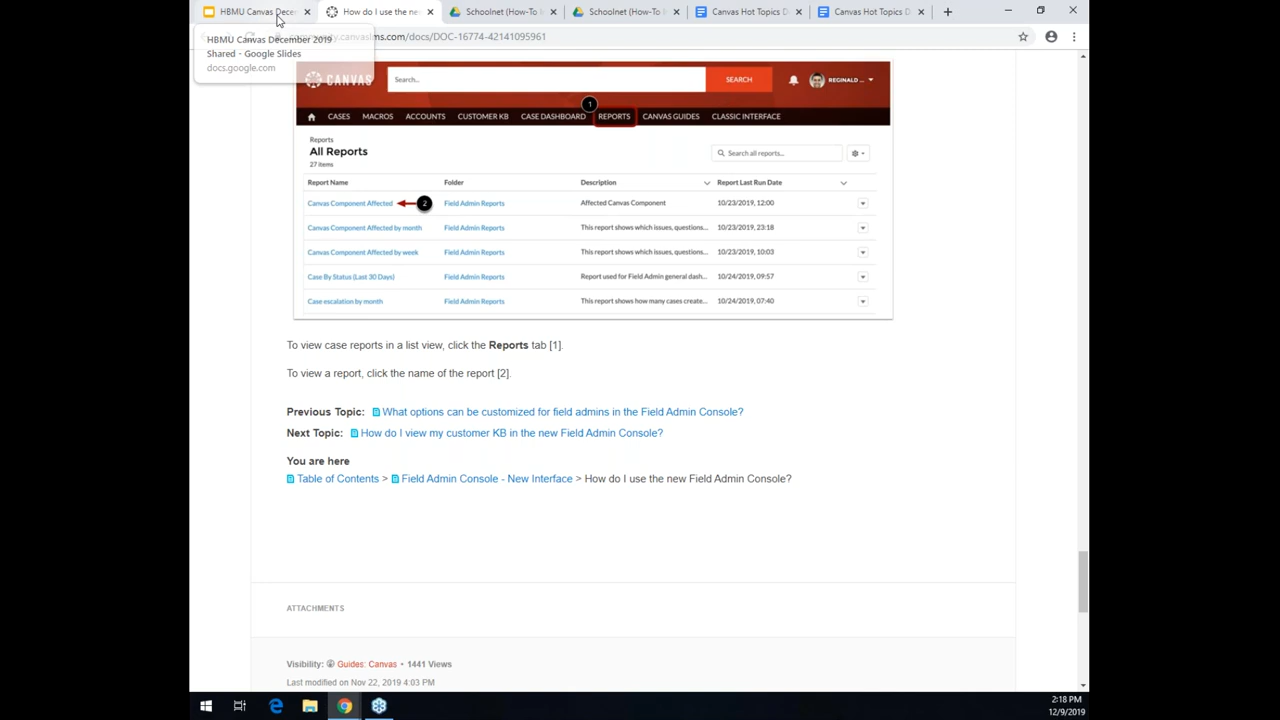 HBMU Canvas Dece
How do I use the ne
Schoolnet (How-To I
Schoolnet (How-To I
Canvas Hot Topics D
Canvas Hot Topics D
canvaslms.com/docs/DOC-16774-42141095961
HBMU Canvas December 2019
Shared - Google Slides
docs.google.com
CANVAS
Search...
SEARCH
REGINALD ...
1
CASES
MACROS
ACCOUNTS
CUSTOMER KB
CASE DASHBOARD
REPORTS
CANVAS GUIDES
CLASSIC INTERFACE
Reports
All Reports
27 items
Search all reports...
Report Name
Folder
Description
Report Last Run Date
Canvas Component Affected
2
Field Admin Reports
Affected Canvas Component
10/23/2019, 12:00
Canvas Component Affected by month
Field Admin Reports
This report shows which issues, questions...
10/23/2019, 23:18
Canvas Component Affected by week
Field Admin Reports
This report shows which issues, questions...
10/24/2019, 10:03
Case By Status (Last 30 Days)
Field Admin Reports
Report used for Field Admin general dash...
10/24/2019, 09:57
Case escalation by month
Field Admin Reports
This report shows how many cases create...
10/24/2019, 07:40
To view case reports in a list view, click the Reports tab [1].
To view a report, click the name of the report [2].
Previous Topic: What options can be customized for field admins in the Field Admin Console?
Next Topic: How do I view my customer KB in the new Field Admin Console?
You are here
Table of Contents > Field Admin Console - New Interface > How do I use the new Field Admin Console?
ATTACHMENTS
Visibility: Guides: Canvas • 1441 Views
Last modified on Nov 22, 2019 4:03 PM
2:18 PM
12/9/2019